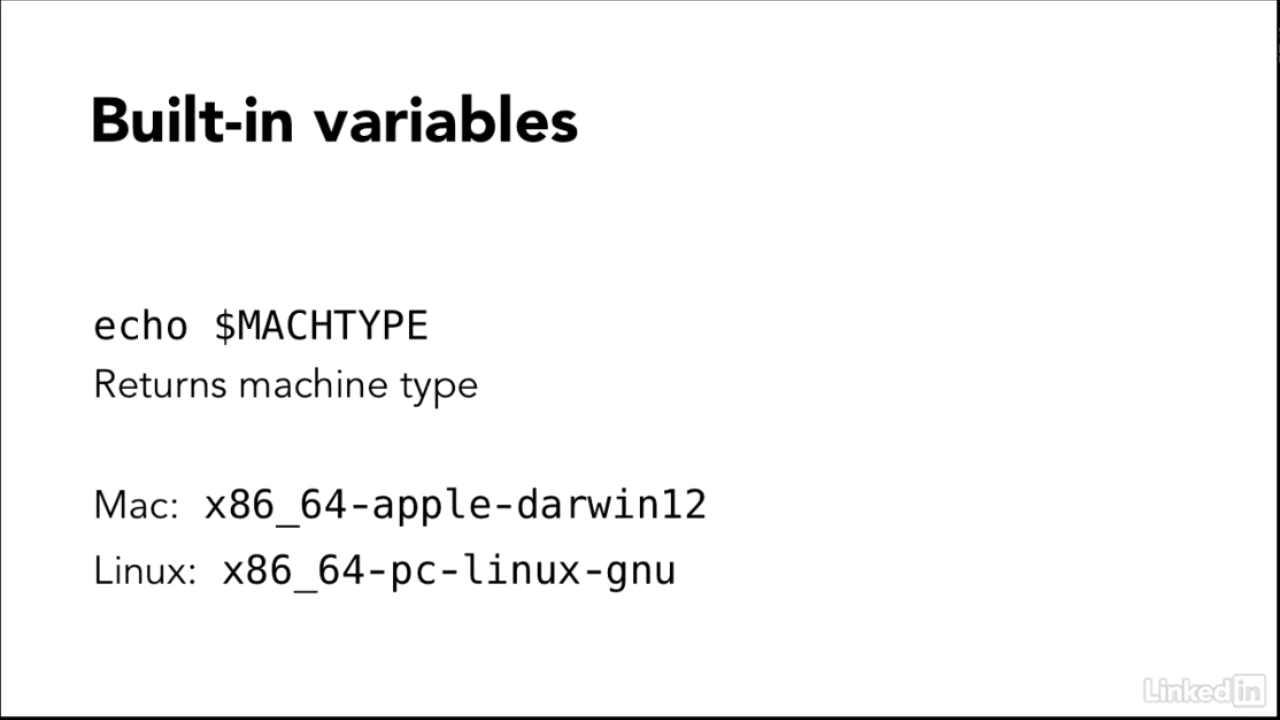 Built-in variables
echo $MACHTYPE
Returns machine type
Mac: x86_64-apple-darwin12
Linux: x86_64-pc-linux-gnu
Linked in